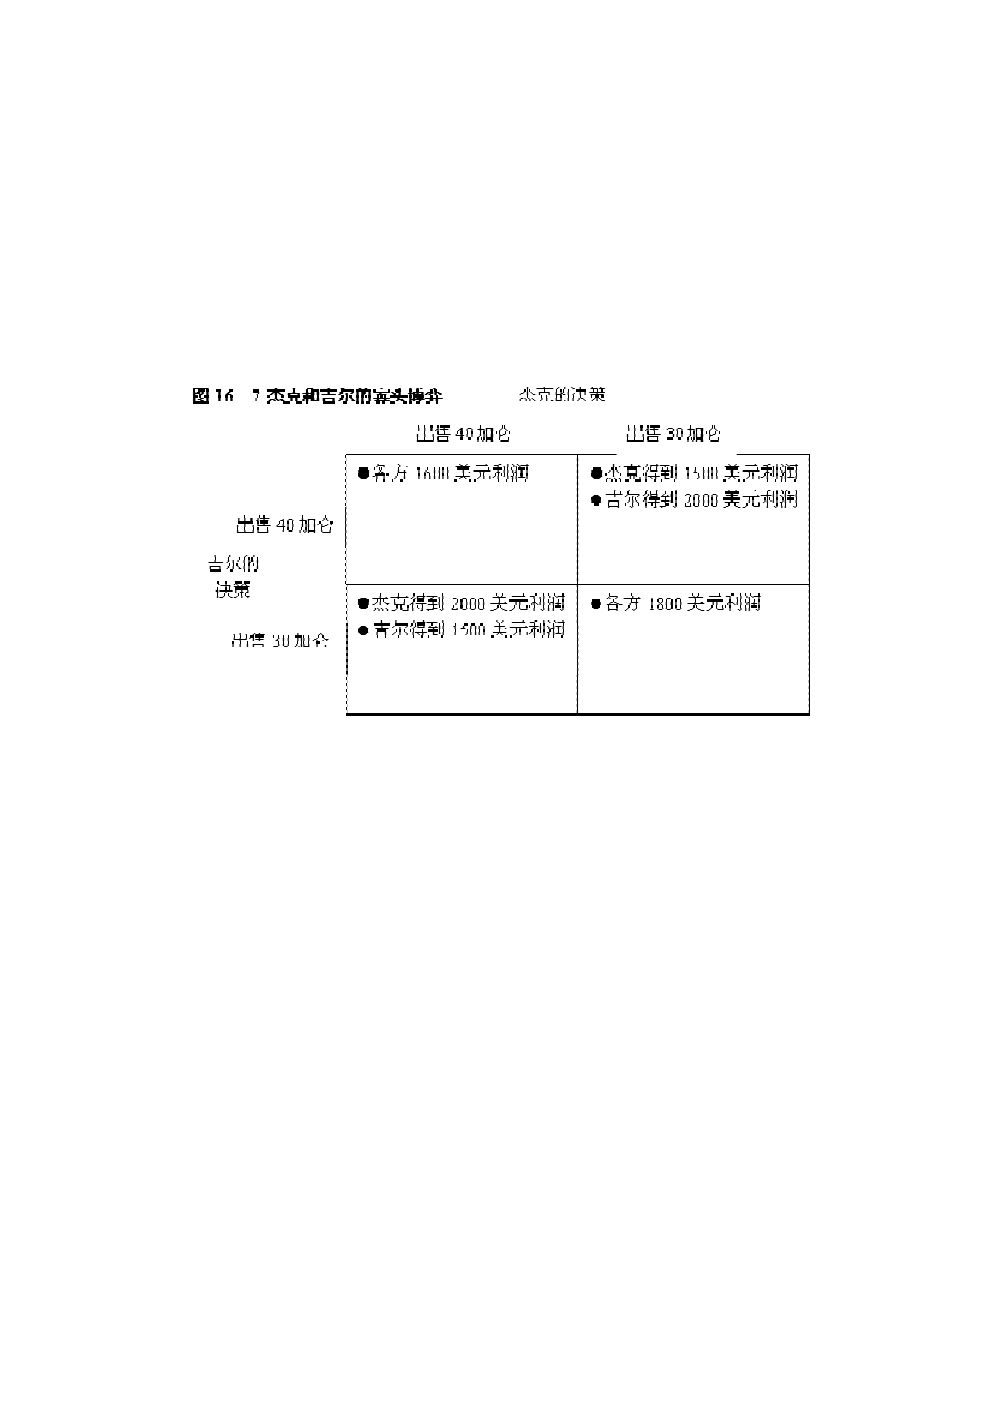 图 16 7 杰克和吉尔的寡头博弈
杰克的决策
出售 40 加仑 出售 30 加仑
●各方 1600 美元利润
●杰克得到 1500 美元利润
●吉尔得到 2000 美元利润
出售 40 加仑
吉尔的
决策
出售 30 加仑
●杰克得到 2000 美元利润
●吉尔得到 1500 美元利润
●各方 1800 美元利润